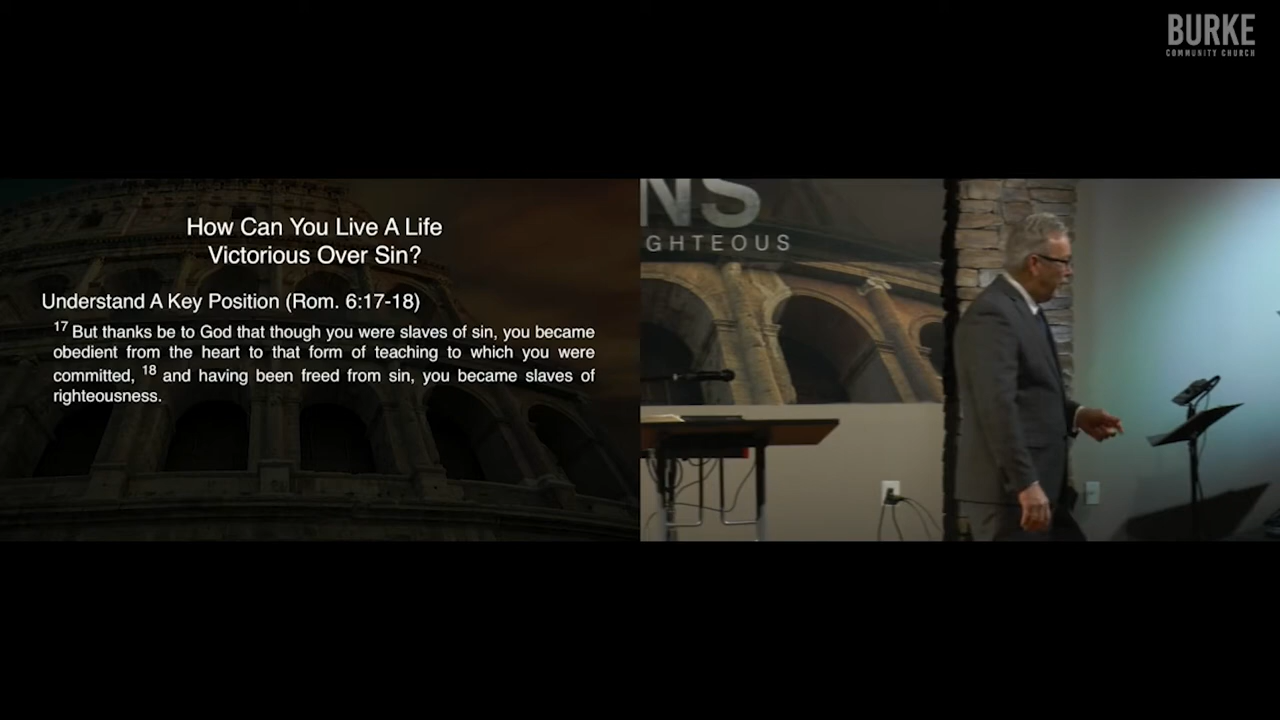 BURKE
COMMUNITY CHURCH
How Can You Live A Life
Victorious Over Sin?
Understand A Key Position (Rom. 6:17-18)
17 But thanks be to God that though you were slaves of sin, you became
obedient from the heart to that form of teaching to which you were
committed, 18 and having been freed from sin, you became slaves of
righteousness.
NS
GHTEOUS